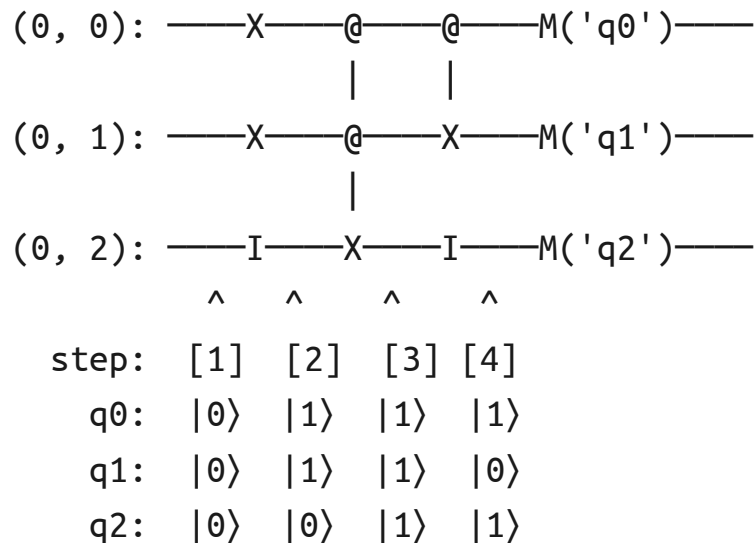 (0, 0): ────X────@────@────M('q0')────
│ │
(0, 1): ────X────@────X────M('q1')────
│
(0, 2): ────I────X────I────M('q2')────
^ ^ ^ ^
step: [1] [2] [3] [4]
q0: |0⟩ |1⟩ |1⟩ |1⟩
q1: |0⟩ |1⟩ |1⟩ |0⟩
q2: |0⟩ |0⟩ |1⟩ |1⟩